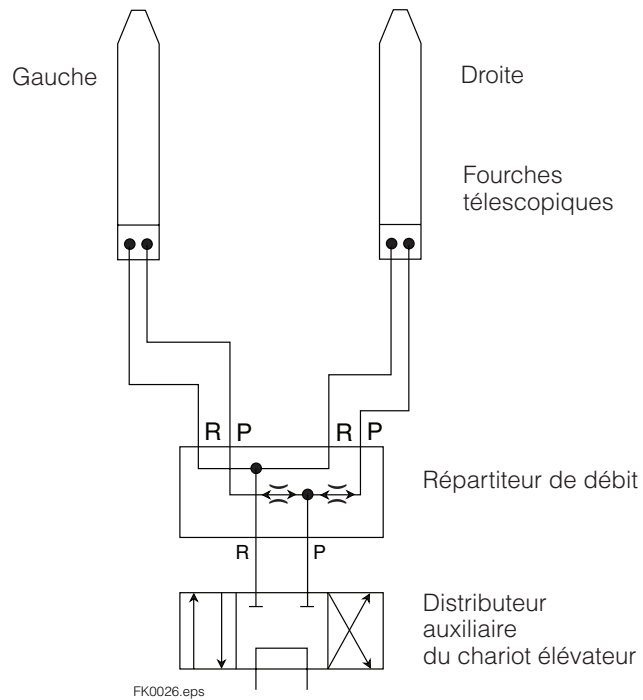 Gauche
Droite
Fourches
télescopiques
R P
R P
Répartiteur de débit
R P
Distributeur
auxiliaire
du chariot élévateur
FK0026.eps